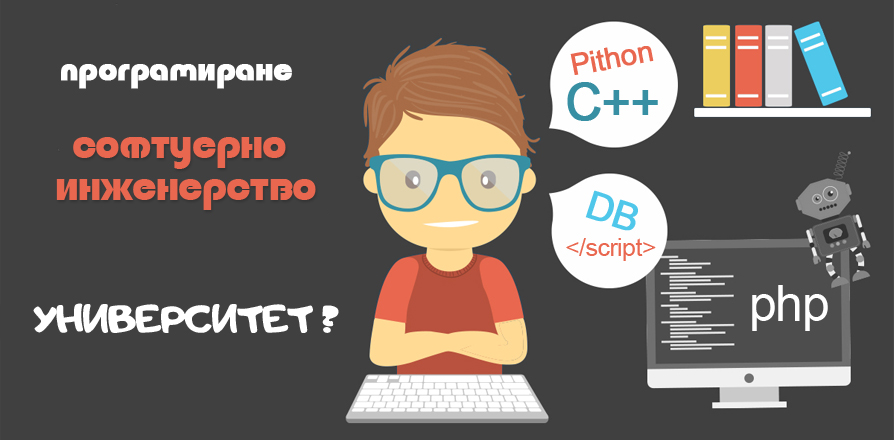 програмиране
софтуерно
инженерство
УНИВЕРСИТЕТ?
Pithon
C++
DB
</script>
php